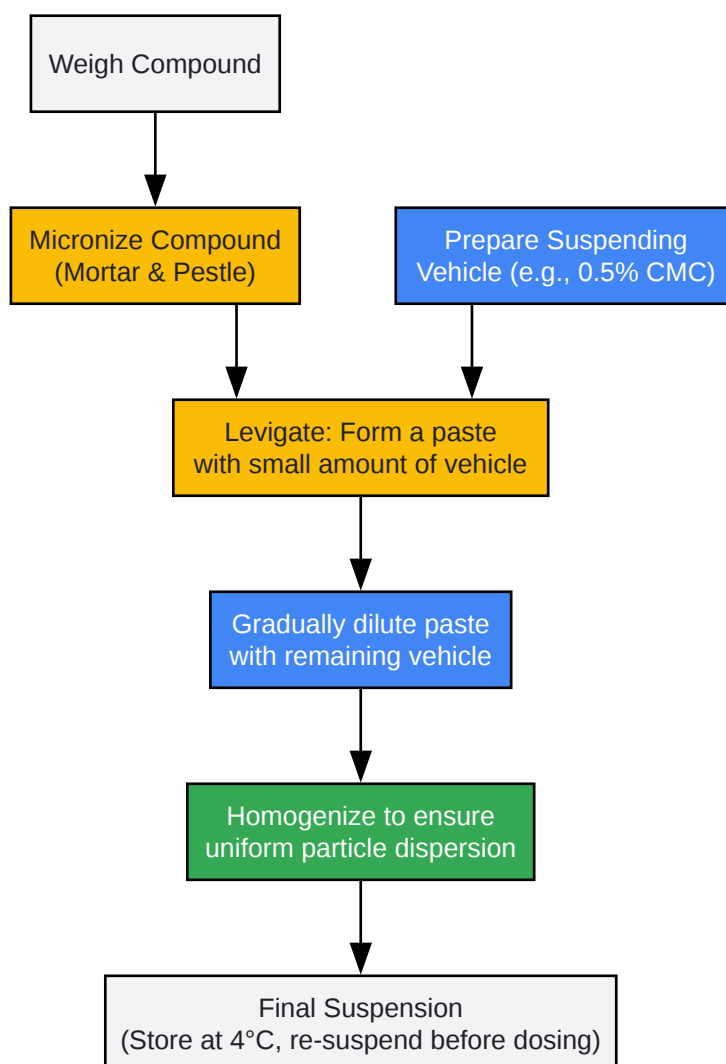 Weigh Compound
Micronize Compound
(Mortar & Pestle)
Prepare Suspending
Vehicle (e.g., 0.5% CMC)
Levigate: Form a paste
with small amount of vehicle
Gradually dilute paste
with remaining vehicle
Homogenize to ensure
uniform particle dispersion
Final Suspension
(Store at 4°C, re-suspend before dosing)